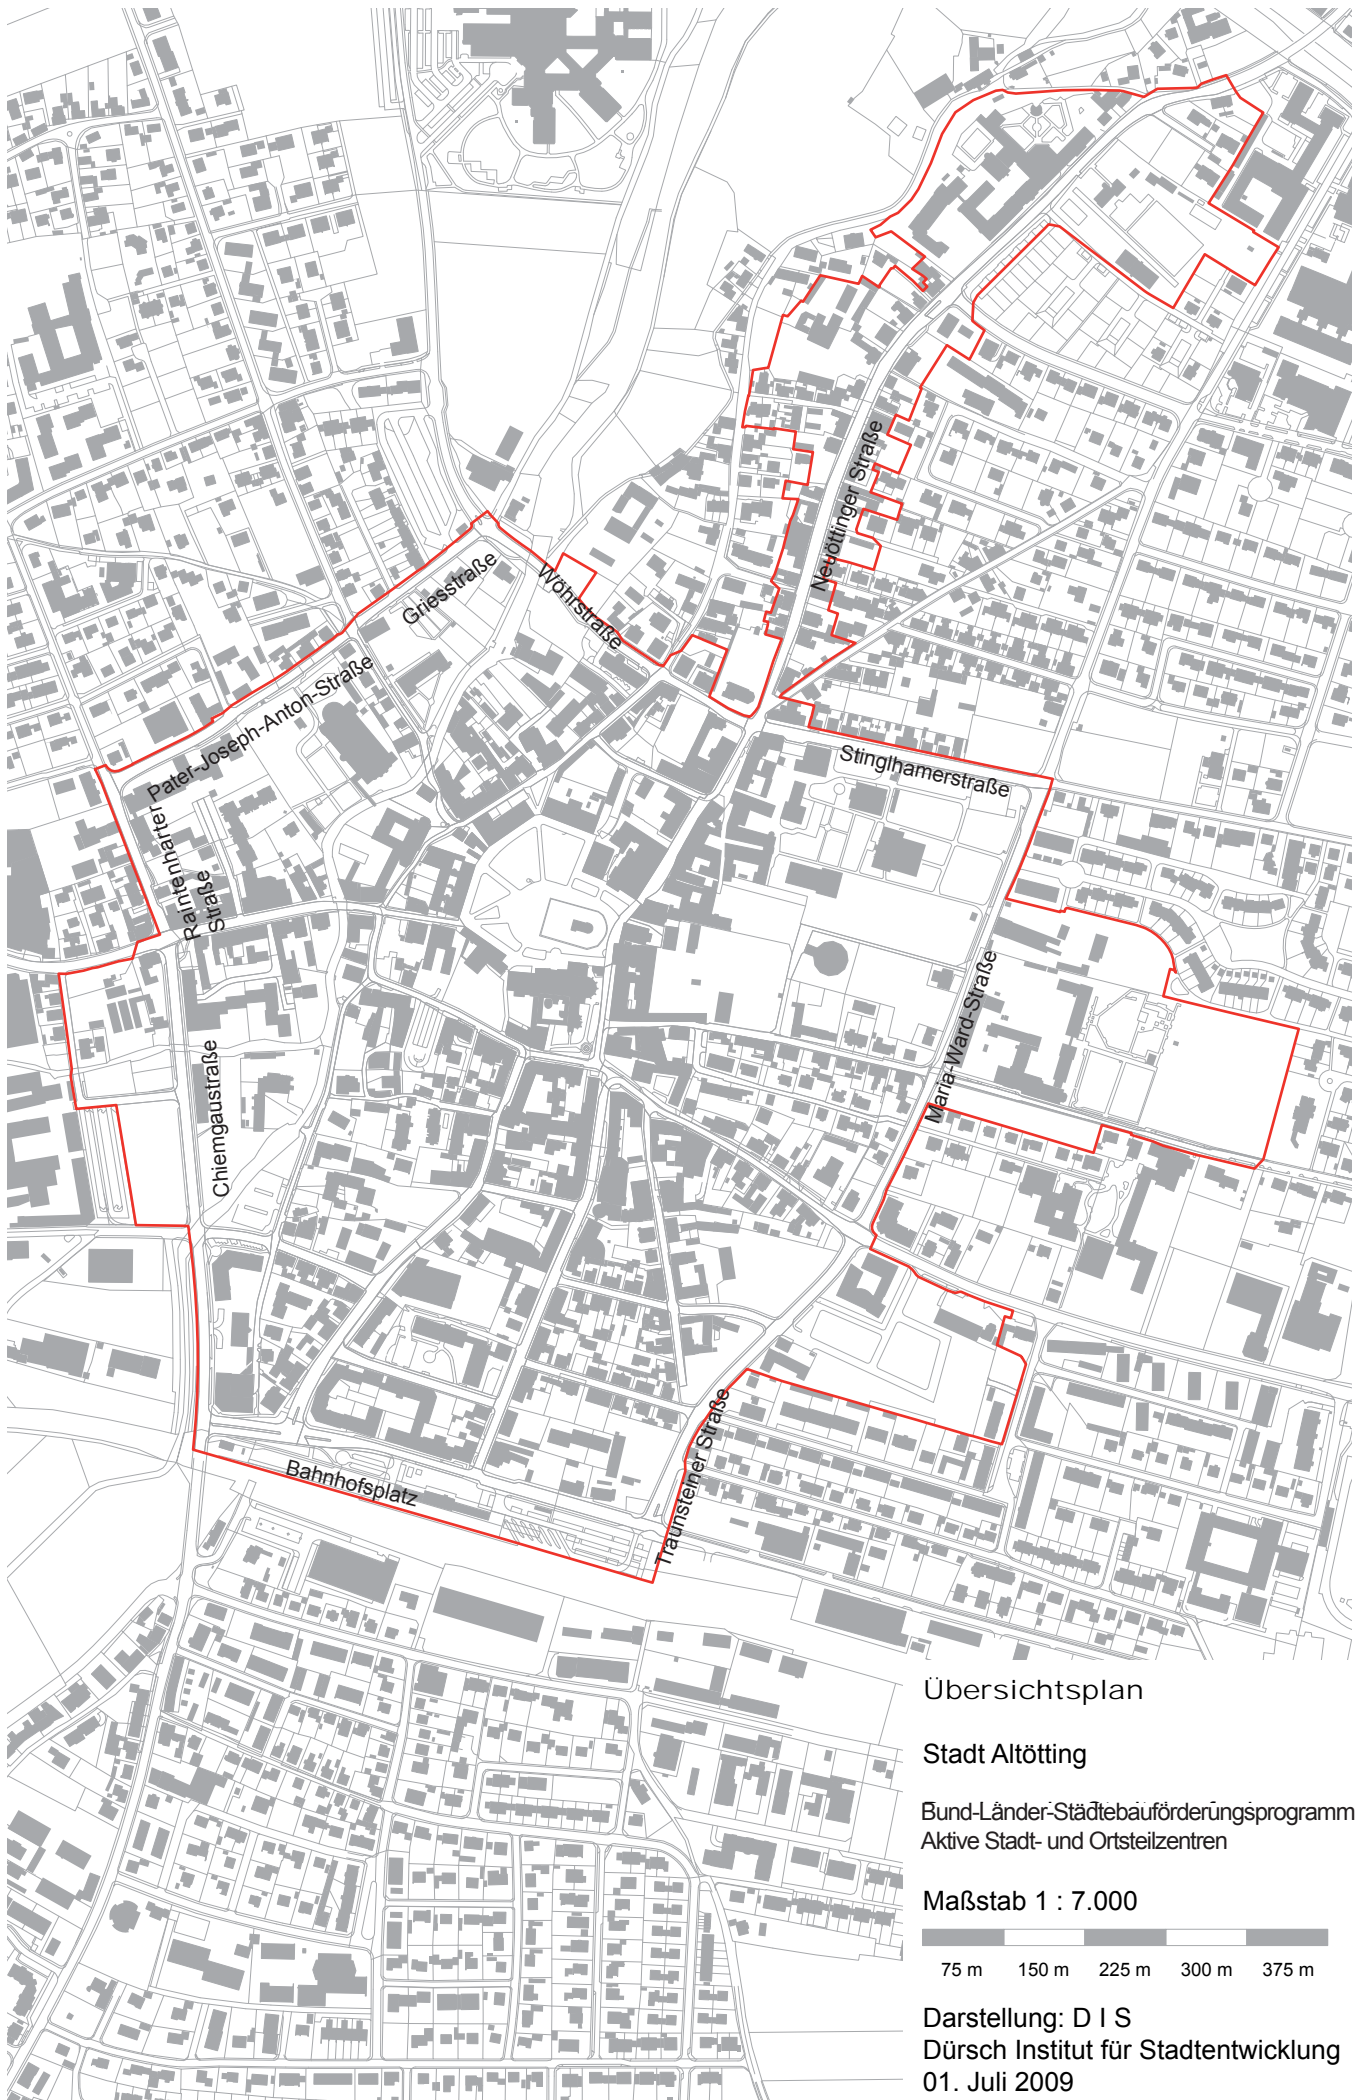 Neuöttinger Straße
Griesstraße
Wöhrstraße
Pater-Joseph-Anton-Straße
Stinglhamerstraße
Raintenharter
Straße
Maria-Ward-Straße
Chiemgaustraße
Traunsteiner Straße
Bahnhofsplatz
Übersichtsplan
Stadt Altötting
Bund-Länder-Städtebauförderungsprogramm
Aktive Stadt- und Ortsteilzentren
Maßstab 1 : 7.000
75 m 150 m 225 m 300 m 375 m
Darstellung: D I S
Dürsch Institut für Stadtentwicklung
01. Juli 2009